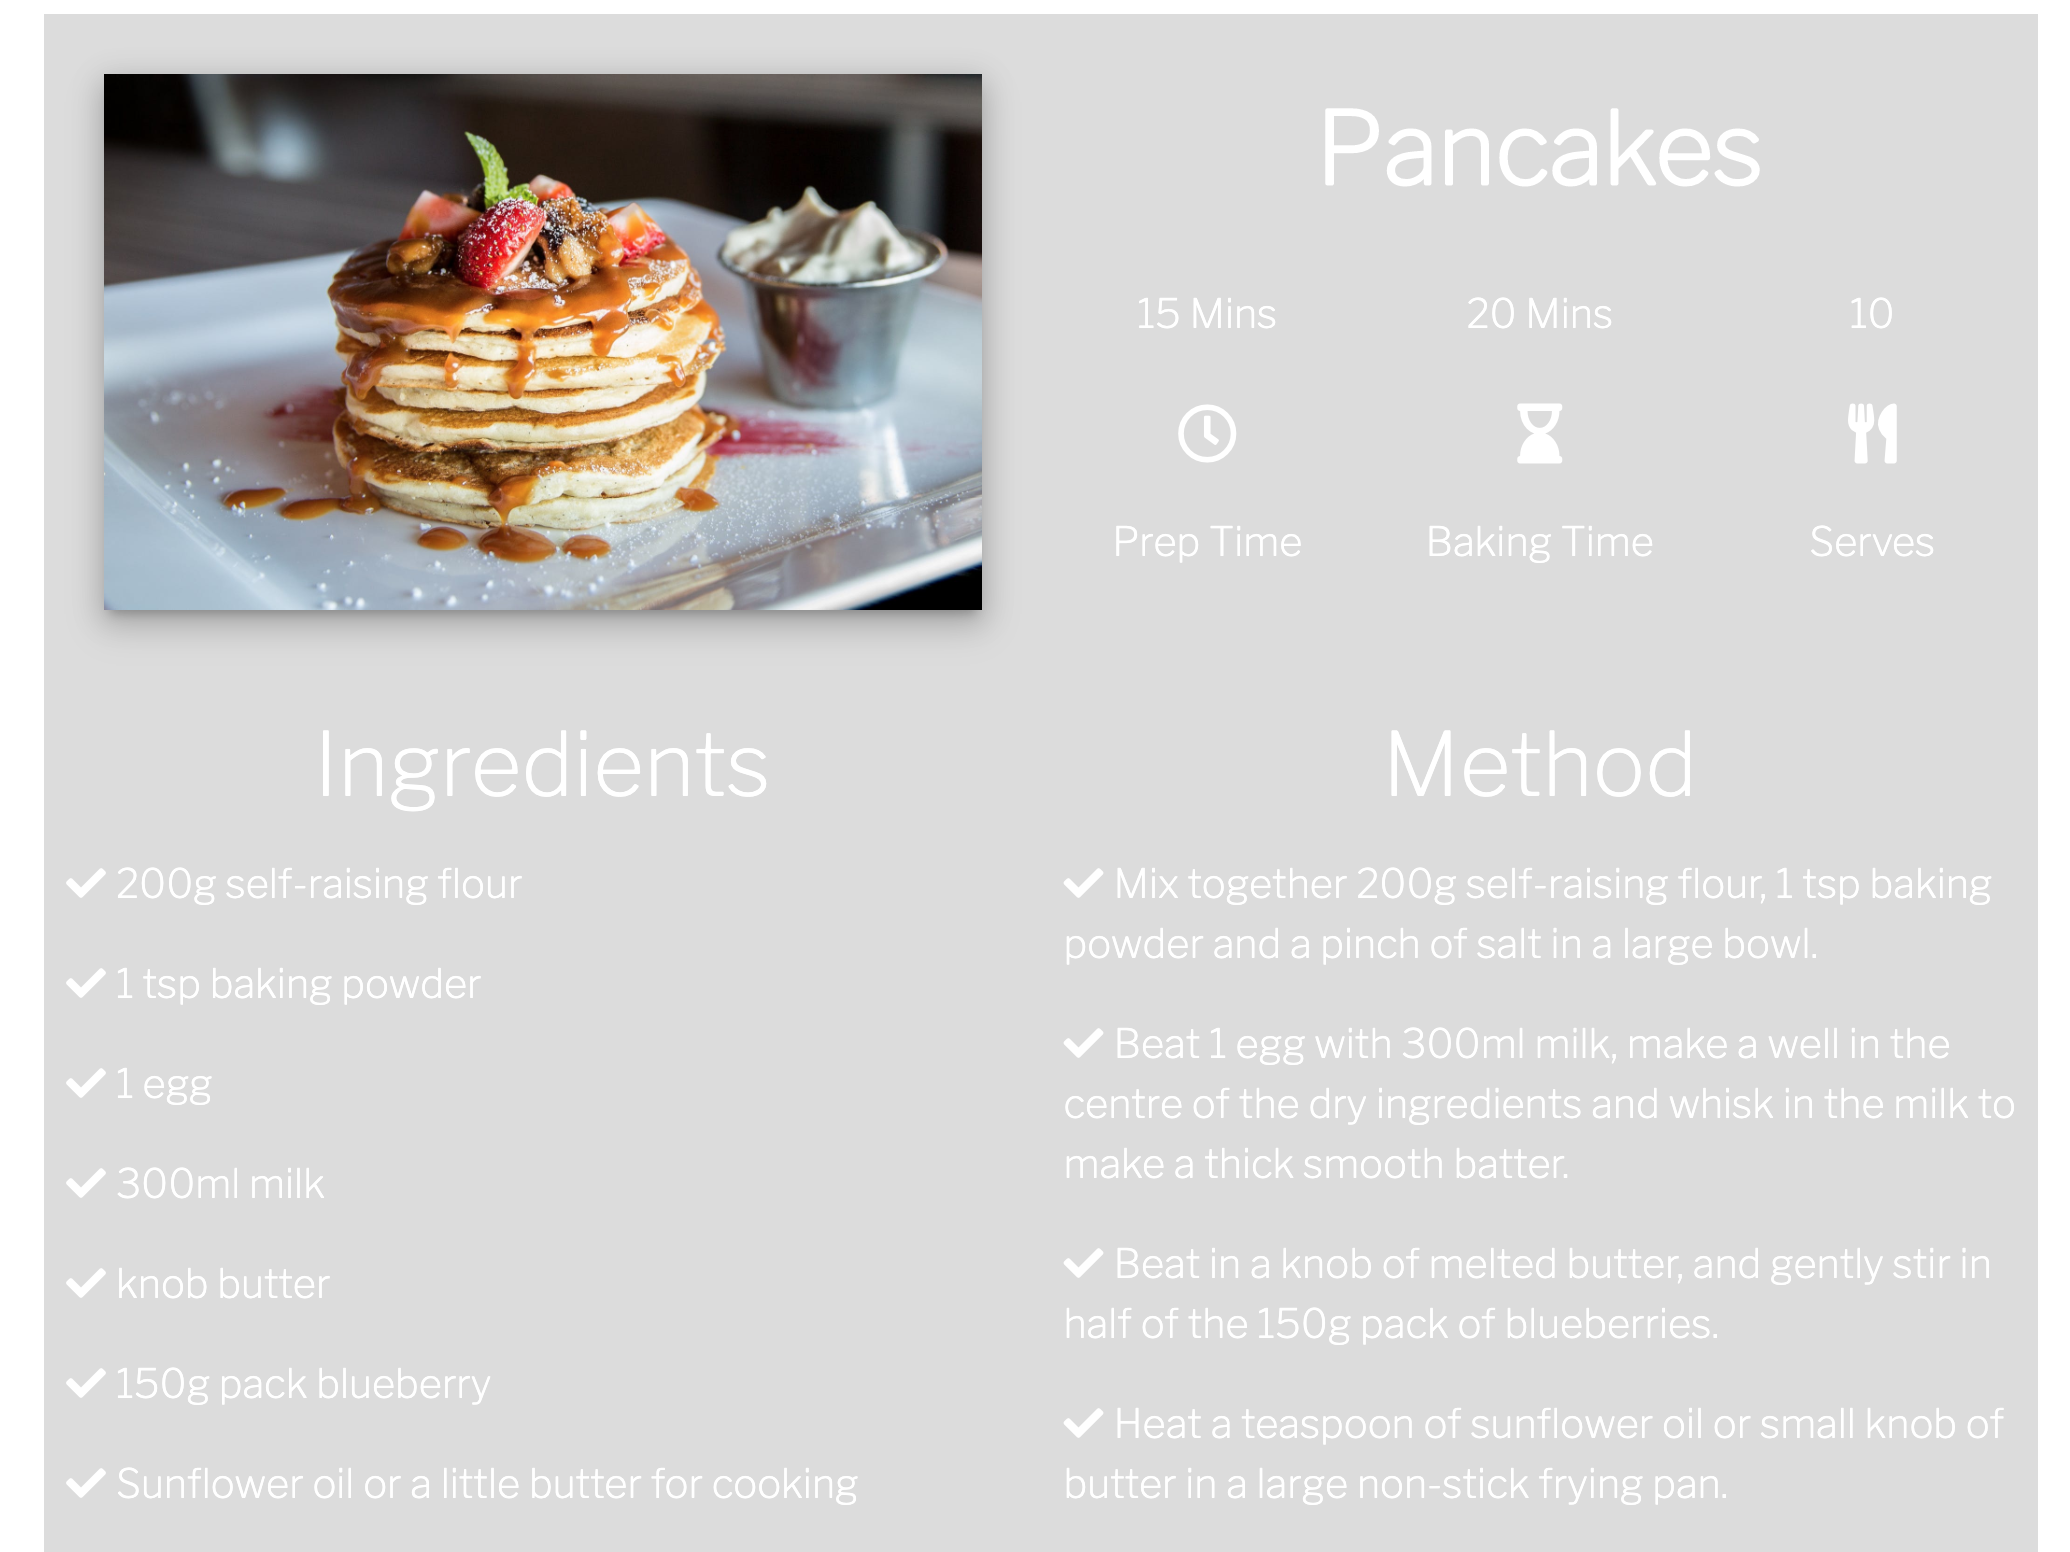 Pancakes
15 Mins
20 Mins
10
Prep Time
Baking Time
Serves
Ingredients
200g self-raising flour
1 tsp baking powder
1 egg
300ml milk
knob butter
150g pack blueberry
Sunflower oil or a little butter for cooking
Method
Mix together 200g self-raising flour, 1 tsp baking
powder and a pinch of salt in a large bowl.
Beat 1 egg with 300ml milk, make a well in the
centre of the dry ingredients and whisk in the milk to
make a thick smooth batter.
Beat in a knob of melted butter, and gently stir in
half of the 150g pack of blueberries.
Heat a teaspoon of sunflower oil or small knob of
butter in a large non-stick frying pan.